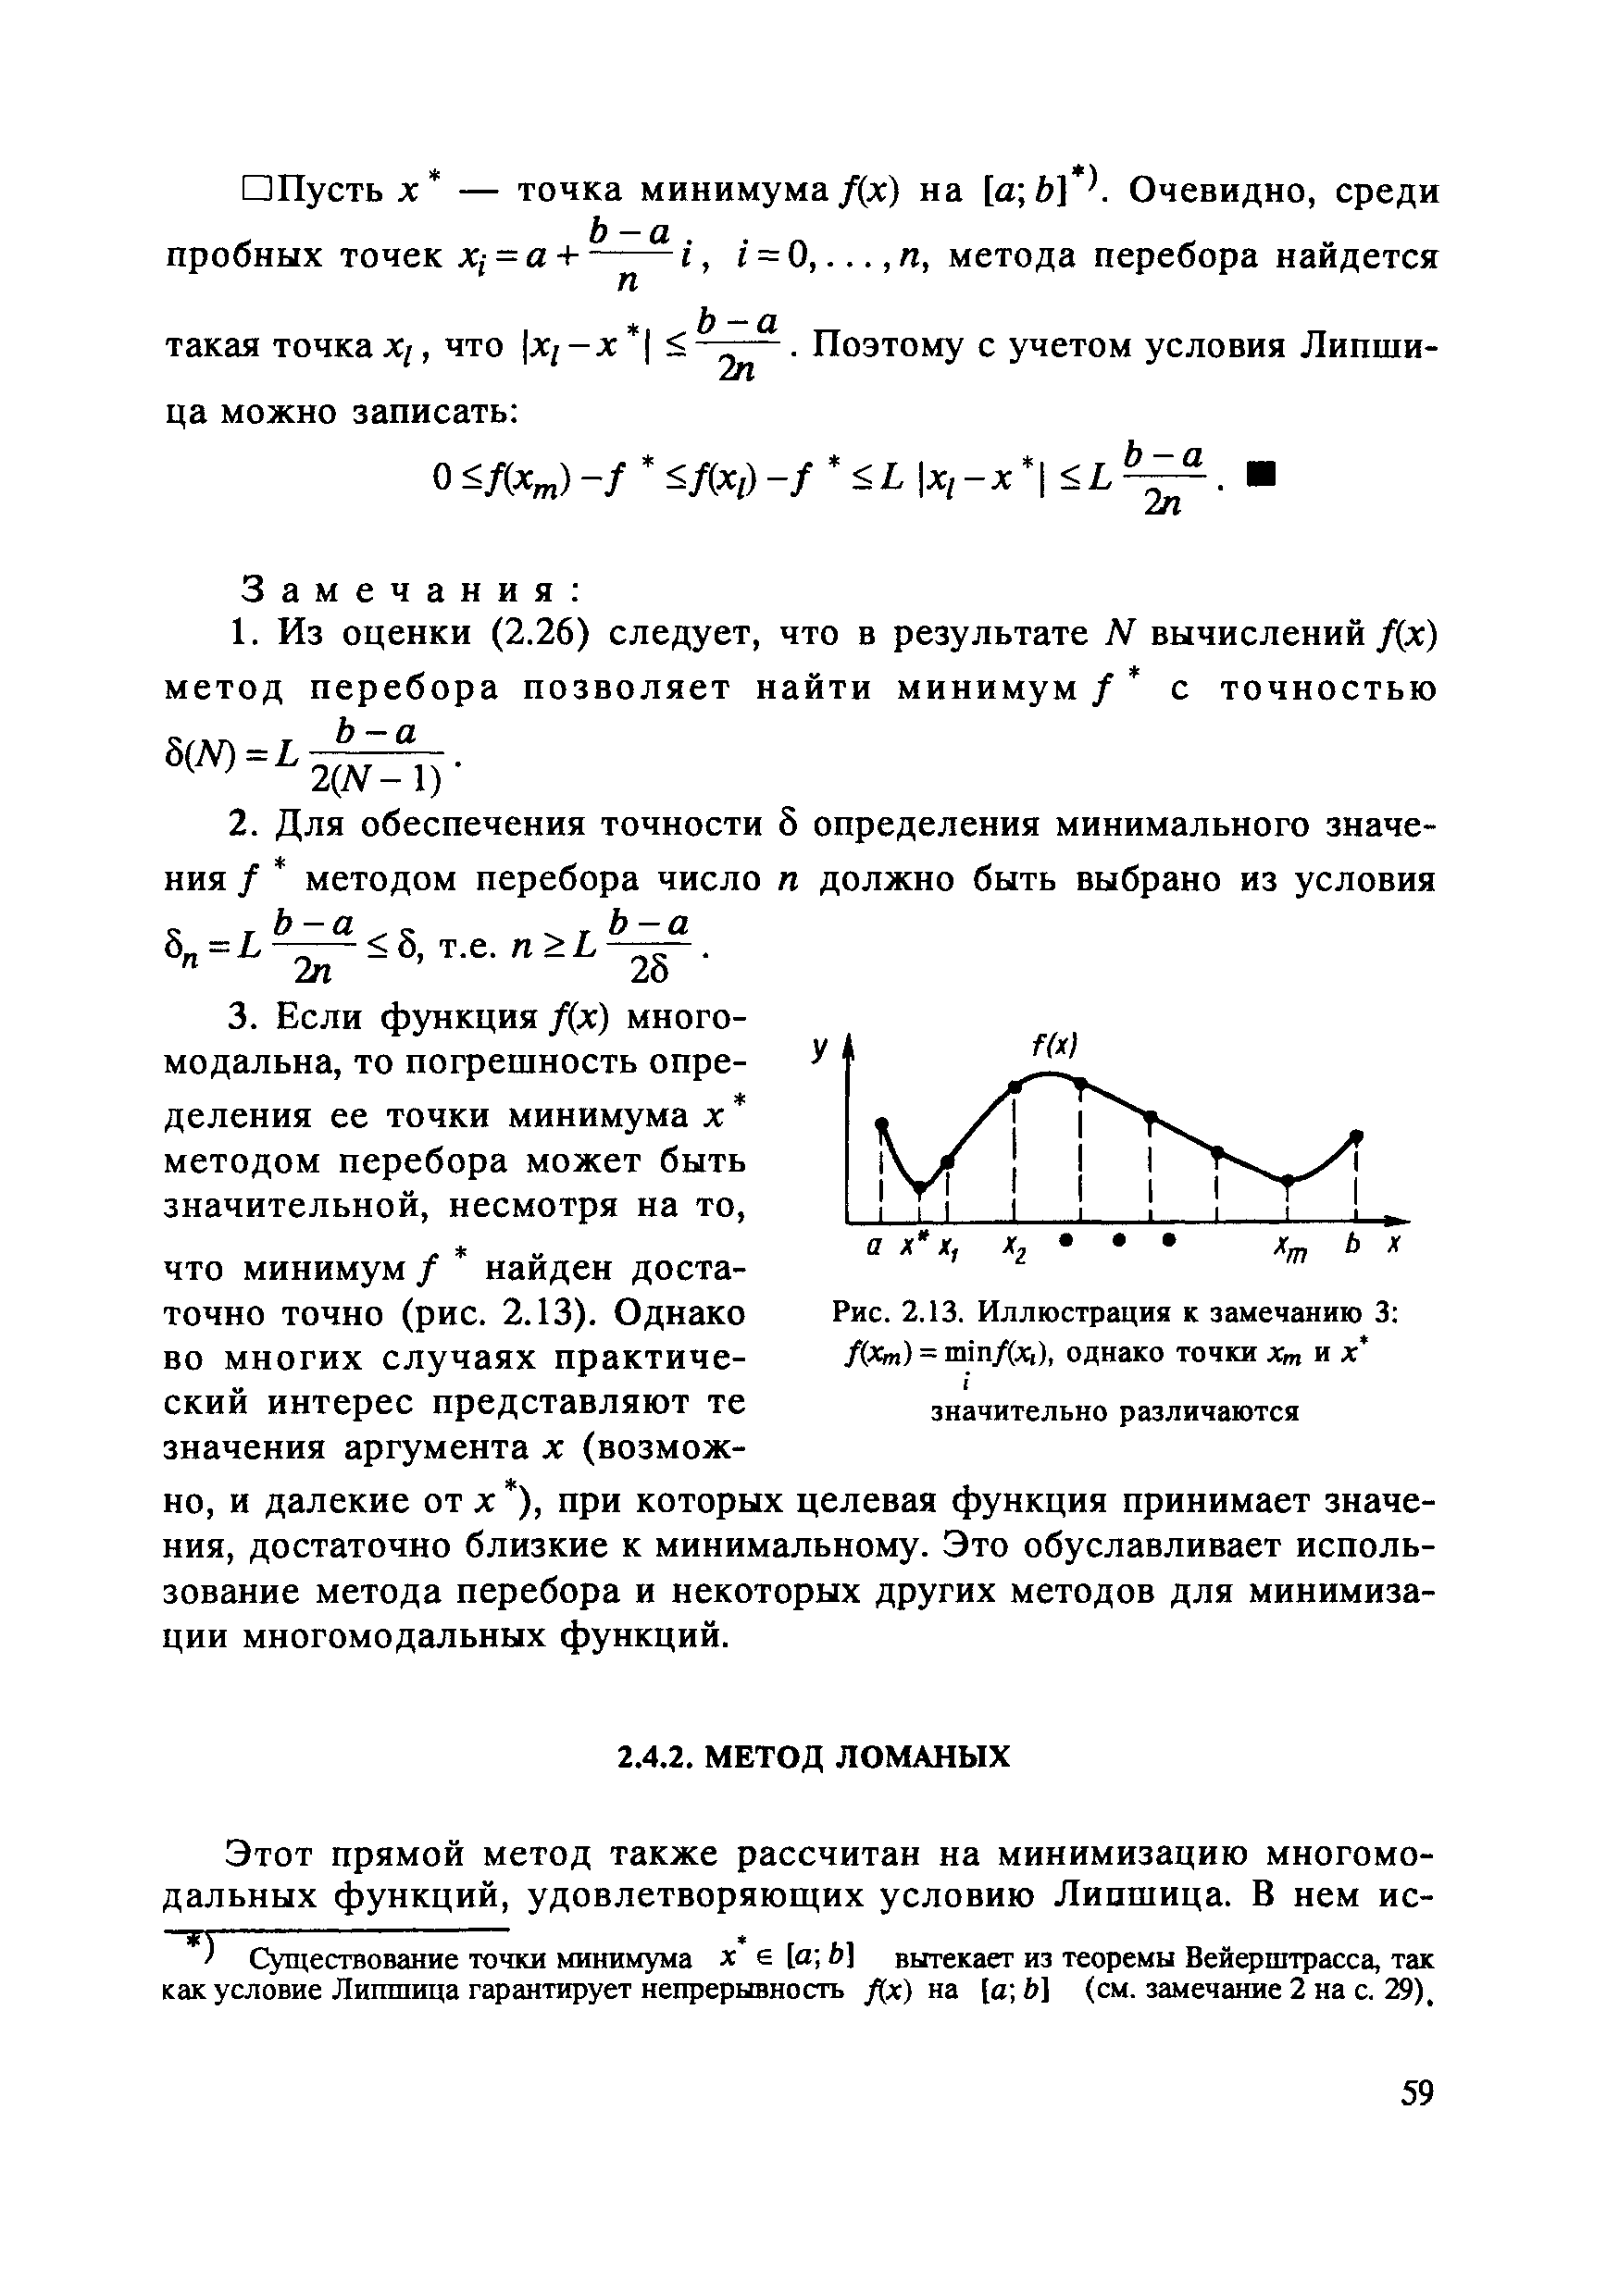 □Пусть x* — точка минимума f(x) на [a; b]*). Очевидно, среди
пробных точек xᵢ = a + (b − a)/n i, i = 0, . . . , n, метода перебора найдется
такая точка x_l, что |x_l − x*| ≤ (b − a)/2n. Поэтому с учетом условия Липши-
ца можно записать:
0 ≤ f(x_m) − f* ≤ f(x_l) − f* ≤ L |x_l − x*| ≤ L (b − a)/2n. ■
Замечания:
1. Из оценки (2.26) следует, что в результате N вычислений f(x)
метод перебора позволяет найти минимум f* с точностью
δ(N) = L (b − a)/2(N − 1).
2. Для обеспечения точности δ определения минимального значе-
ния f* методом перебора число n должно быть выбрано из условия
δₙ = L (b − a)/2n ≤ δ, т.е. n ≥ L (b − a)/2δ.
3. Если функция f(x) много-
модальна, то погрешность опре-
деления ее точки минимума x*
методом перебора может быть
значительной, несмотря на то,
что минимум f* найден доста-
точно точно (рис. 2.13). Однако
во многих случаях практиче-
ский интерес представляют те
значения аргумента x (возмож-
y
f(x)
a x* x₁ x₂ • • • x_m b x
Рис. 2.13. Иллюстрация к замечанию 3:
f(x_m) = min f(xᵢ), однако точки x_m и x*
i
значительно различаются
но, и далекие от x*), при которых целевая функция принимает значе-
ния, достаточно близкие к минимальному. Это обуславливает исполь-
зование метода перебора и некоторых других методов для минимиза-
ции многомодальных функций.
2.4.2. МЕТОД ЛОМАНЫХ
Этот прямой метод также рассчитан на минимизацию многомо-
дальных функций, удовлетворяющих условию Липшица. В нем ис-
*) Существование точки минимума x* ∈ [a; b] вытекает из теоремы Вейерштрасса, так
как условие Липшица гарантирует непрерывность f(x) на [a; b] (см. замечание 2 на с. 29).
59